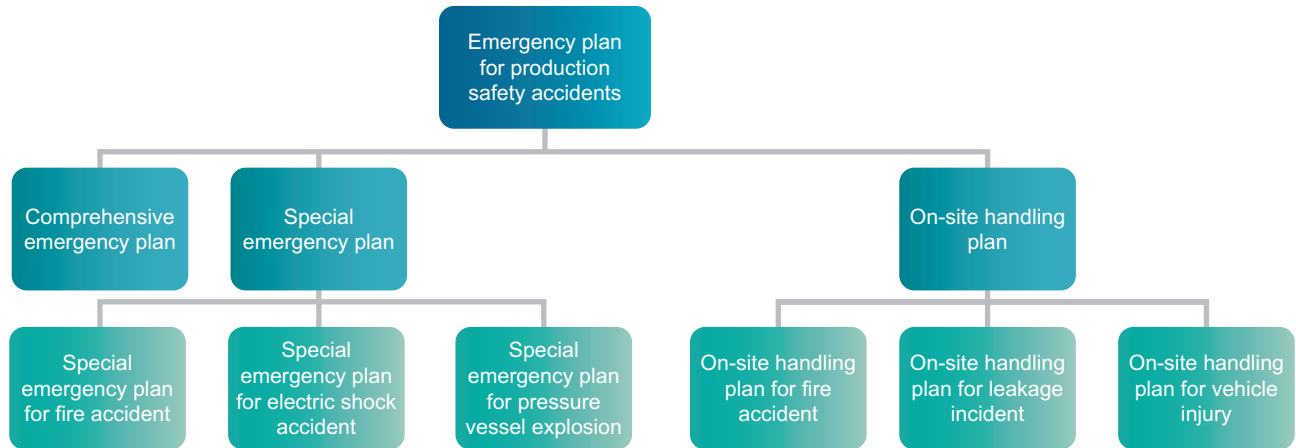 Emergency plan
for production
safety accidents
Comprehensive
emergency plan
Special
emergency plan
On-site handling
plan
Special
emergency plan
for fire accident
Special
emergency plan
for electric shock
accident
Special
emergency plan
for pressure
vessel explosion
On-site handling
plan for fire
accident
On-site handling
plan for leakage
incident
On-site handling
plan for vehicle
injury